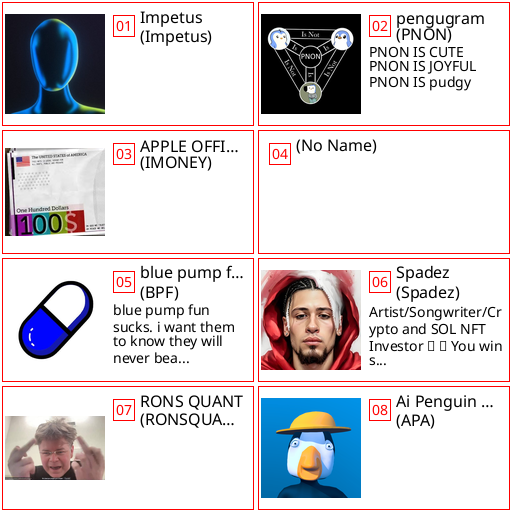 01
Impetus
(Impetus)
02
pengugram
(PNON)
PNON IS CUTE
PNON IS JOYFUL
PNON IS pudgy
Is Not
Is
Is
PNON
Is
Is Not
Is Not
03
APPLE OFFI...
(IMONEY)
The UNITED STATES of AMERICA
One Hundred Dollars
100$
04
(No Name)
05
blue pump f...
(BPF)
blue pump fun
sucks. i want them
to know they will
never bea...
06
Spadez
(Spadez)
Artist/Songwriter/Cr
ypto and SOL NFT
Investor You win
s...
07
RONS QUANT
(RONSQUA...
08
Ai Penguin ...
(APA)